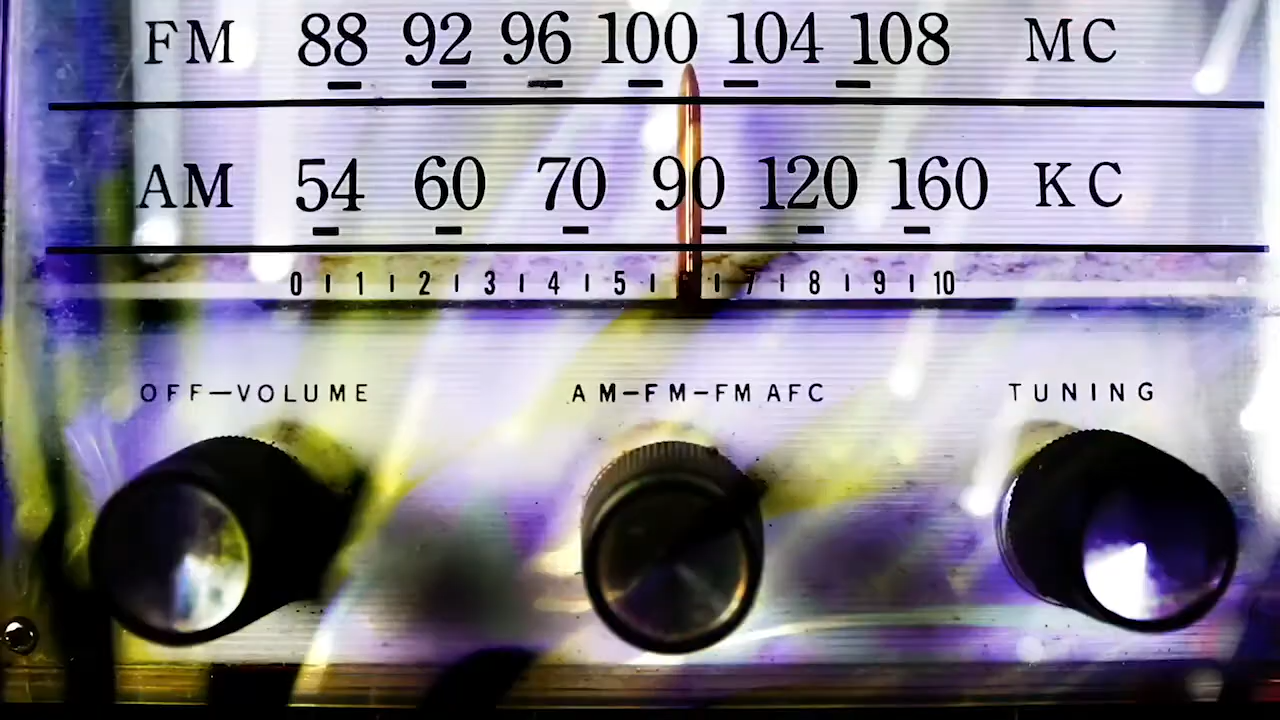 FM 88 92 96 100 104 108 MC
AM 54 60 70 90 120 160 KC
0 1 2 3 4 5 7 8 9 10
OFF-VOLUME AM-FM-FM AFC TUNING